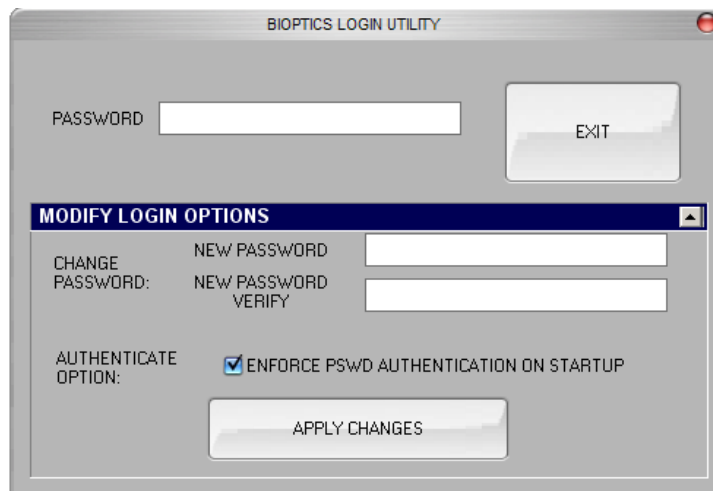 BIOPTICS LOGIN UTILITY
PASSWORD
EXIT
MODIFY LOGIN OPTIONS
CHANGE
PASSWORD:
NEW PASSWORD
NEW PASSWORD
VERIFY
AUTHENTICATE
OPTION:
ENFORCE PSWD AUTHENTICATION ON STARTUP
APPLY CHANGES